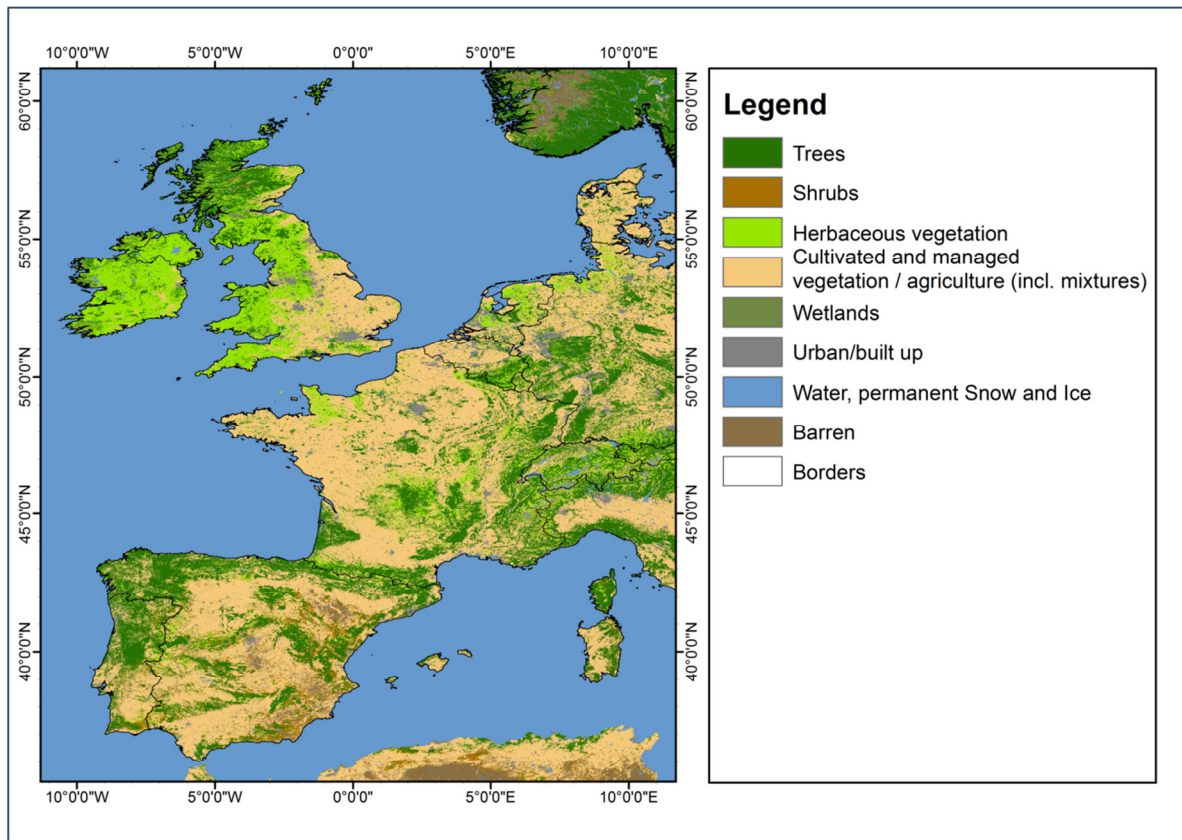 10°0'0"W 5°0'0"W 0°0'0" 5°0'0"E 10°0'0"E
60°0'0"N 60°0'0"N
55°0'0"N 55°0'0"N
50°0'0"N 50°0'0"N
45°0'0"N 45°0'0"N
40°0'0"N 40°0'0"N
10°0'0"W 5°0'0"W 0°0'0" 5°0'0"E 10°0'0"E
Legend
Trees
Shrubs
Herbaceous vegetation
Cultivated and managed
vegetation / agriculture (incl. mixtures)
Wetlands
Urban/built up
Water, permanent Snow and Ice
Barren
Borders